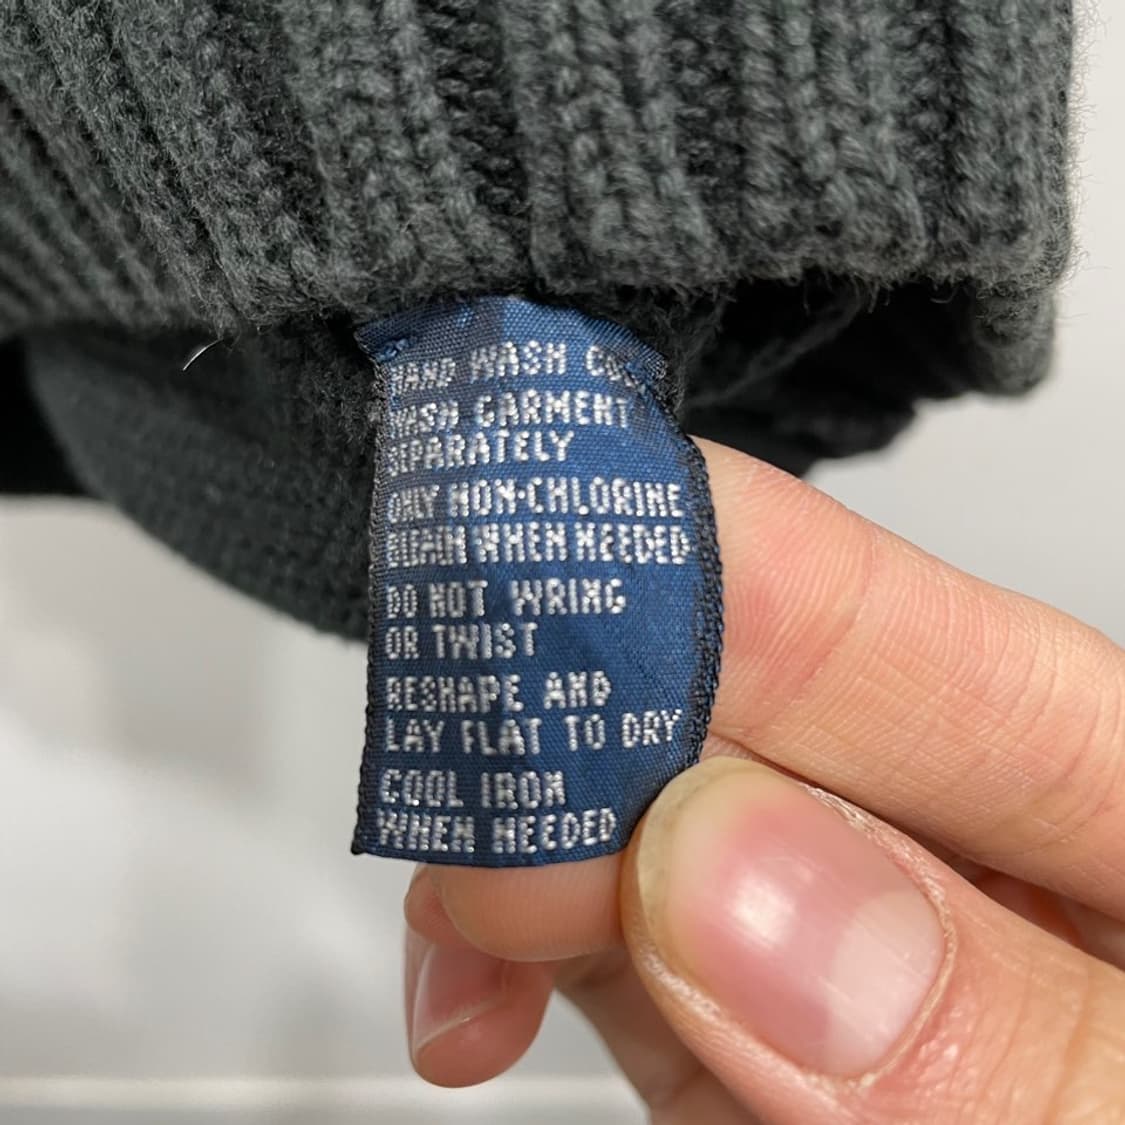 HAND WASH COLD
WASH GARMENT
SEPARATELY
ONLY NON-CHLORINE
BLEACH WHEN NEEDED
DO NOT WRING
OR TWIST
RESHAPE AND
LAY FLAT TO DRY
COOL IRON
WHEN NEEDED